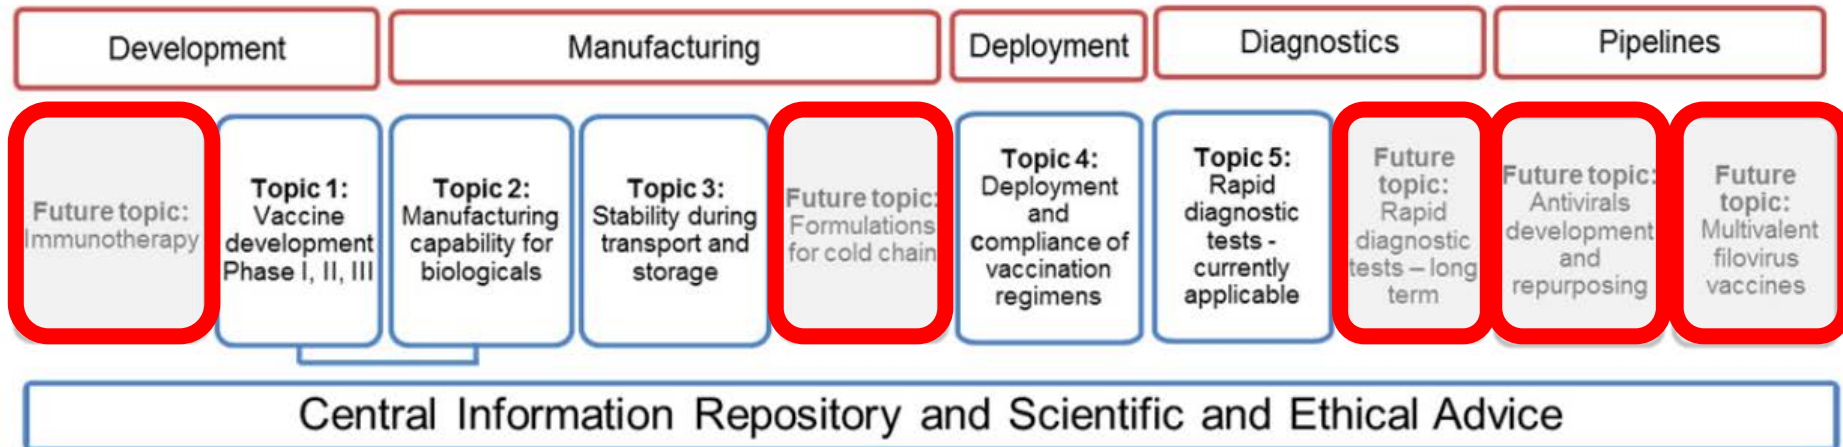 Development
Manufacturing
Deployment
Diagnostics
Pipelines
Future topic:
Immunotherapy
Topic 1:
Vaccine
development
Phase I, II, III
Topic 2:
Manufacturing
capability for
biologicals
Topic 3:
Stability during
transport and
storage
Future topic:
Formulations
for cold chain
Topic 4:
Deployment
and
compliance of
vaccination
regimens
Topic 5:
Rapid
diagnostic
tests -
currently
applicable
Future
topic:
Rapid
diagnostic
tests – long
term
Future topic:
Antivirals
development
and
repurposing
Future
topic:
Multivalent
filovirus
vaccines
Central Information Repository and Scientific and Ethical Advice